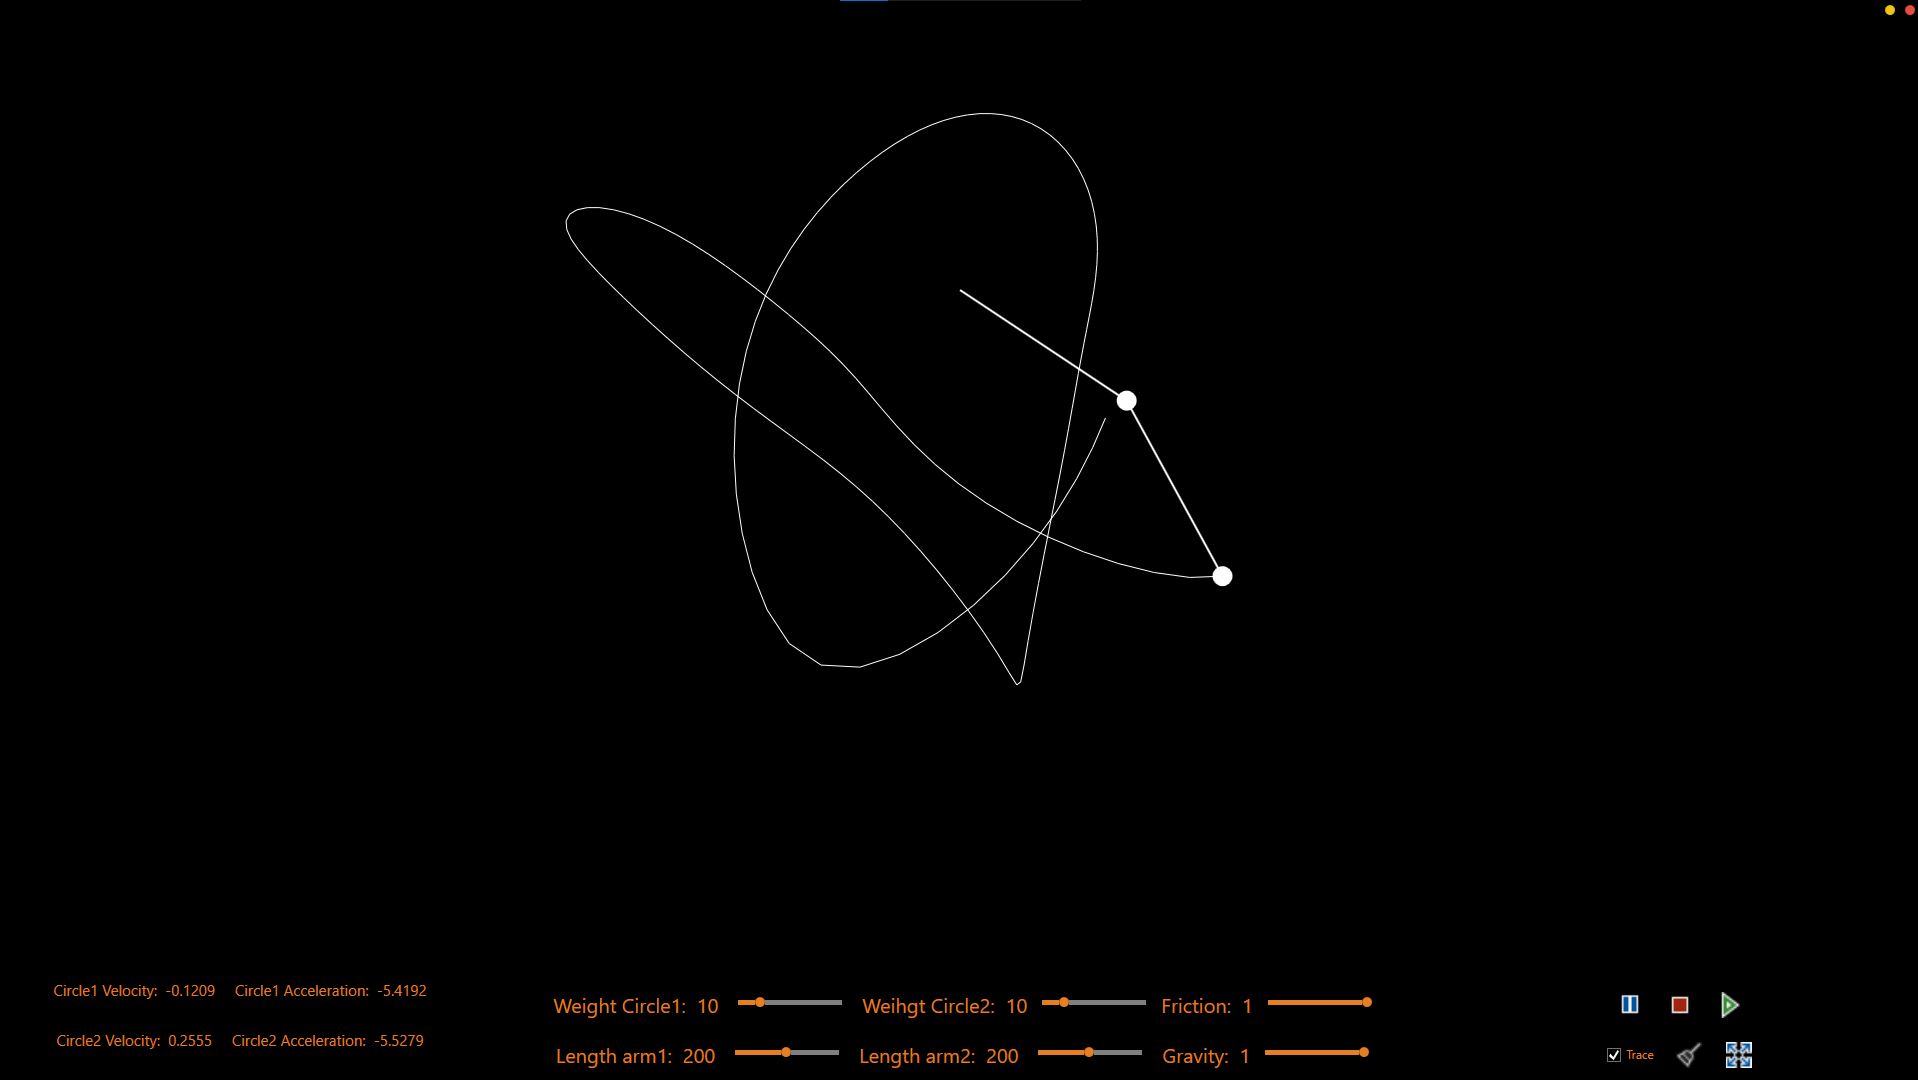 Circle1 Velocity: -0.1209 Circle1 Acceleration: -5.4192
Weight Circle1: 10 Weihgt Circle2: 10 Friction: 1
Circle2 Velocity: 0.2555 Circle2 Acceleration: -5.5279
Length arm1: 200 Length arm2: 200 Gravity: 1 Trace